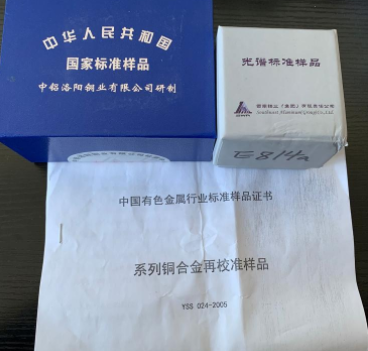 中华人民共和国
国家标准样品
中铝洛阳铜业有限公司研制
光谱标准样品
E814a
中国有色金属行业标准样品证书
系列铜合金再校准样品
YSS 024-2005